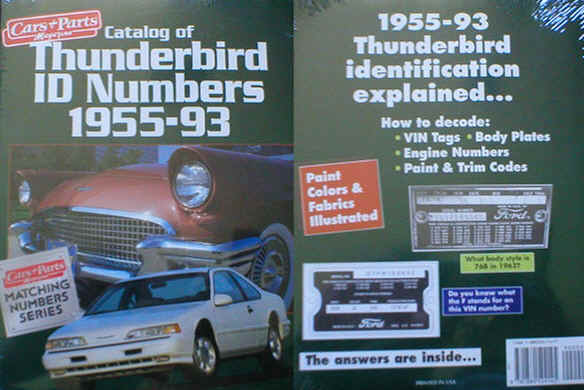 Cars & Parts
Magazine
Catalog of
Thunderbird
ID Numbers
1955-93
Cars & Parts
Magazine
MATCHING
NUMBERS
SERIES
1955-93
Thunderbird
identification
explained...
How to decode:
• VIN Tags • Body Plates
• Engine Numbers
• Paint & Trim Codes
Paint
Colors &
Fabrics
Illustrated
Ford
What body style is
76B in 1963?
Do you know what
the F stands for on
this VIN number?
Ford
The answers are inside...
PRINTED IN U.S.A.